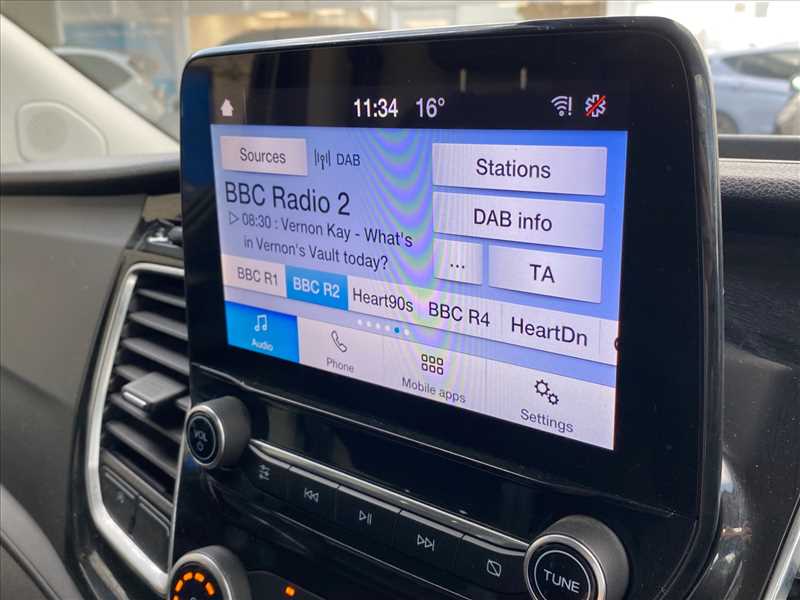 11:34 16°
Sources
DAB
Stations
BBC Radio 2
08:30 : Vernon Kay - What's
in Vernon's Vault today?
DAB info
...
TA
BBC R1
BBC R2
Heart90s
BBC R4
HeartDn
Audio
Phone
Mobile apps
Settings
VOL
TUNE